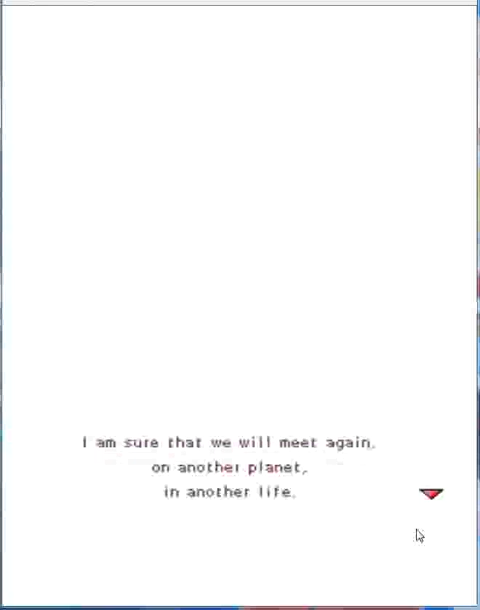 I am sure that we will meet again,
on another planet,
in another life.